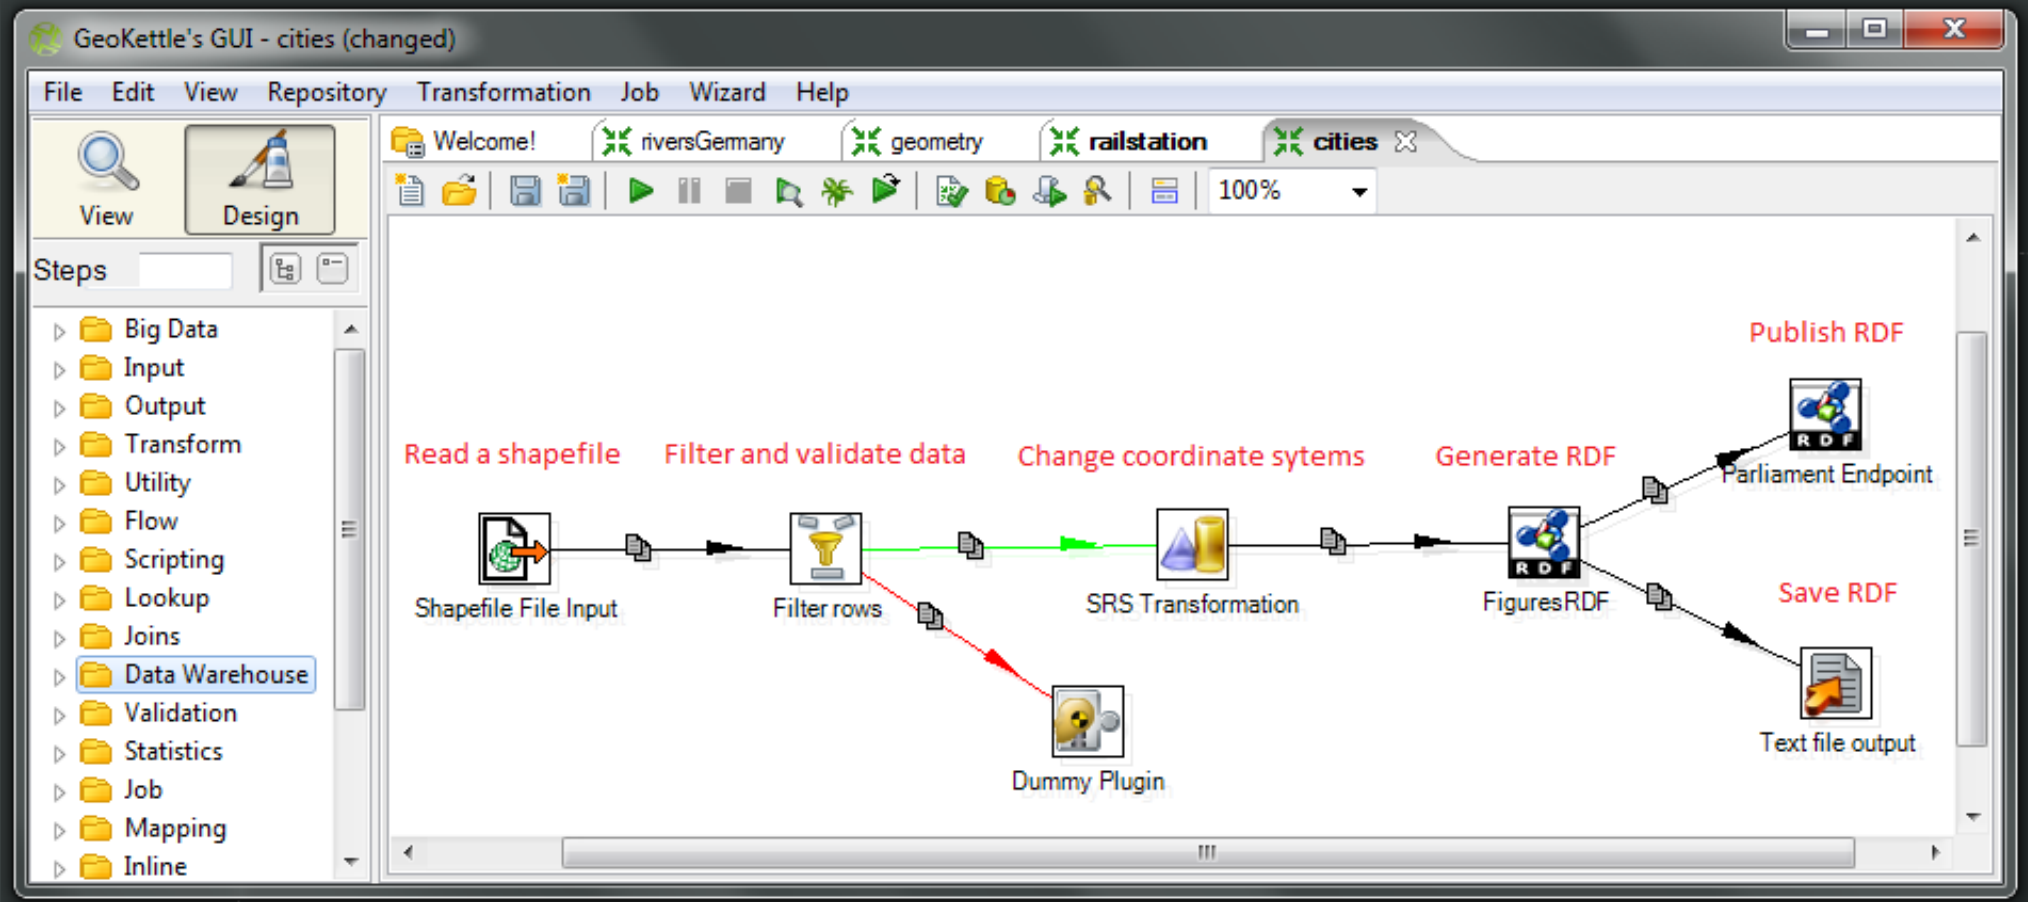 GeoKettle's GUI - cities (changed)
File Edit View Repository Transformation Job Wizard Help
View Design
Steps
Big Data
Input
Output
Transform
Utility
Flow
Scripting
Lookup
Joins
Data Warehouse
Validation
Statistics
Job
Mapping
Inline
Welcome! riversGermany geometry railstation cities
100%
Publish RDF
RDF
Parliament Endpoint
Read a shapefile Filter and validate data Change coordinate sytems Generate RDF
RDF
Shapefile File Input Filter rows SRS Transformation FiguresRDF
Save RDF
Text file output
Dummy Plugin